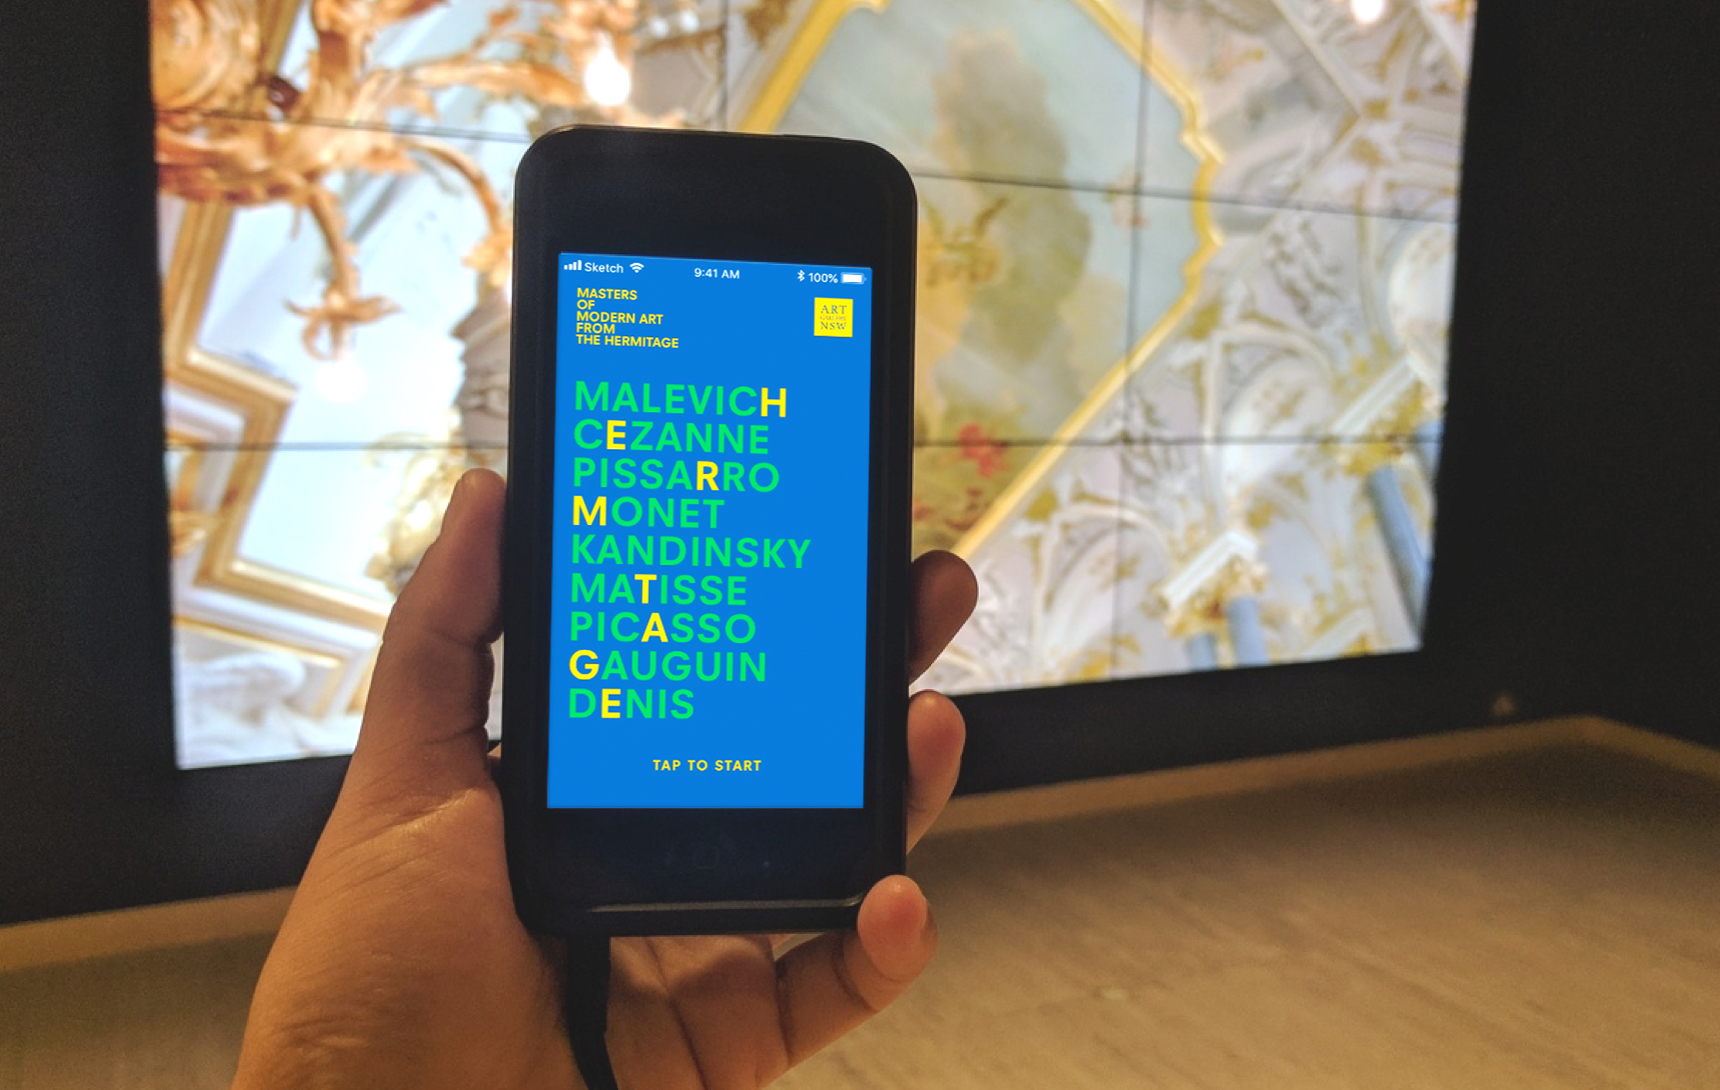 Sketch 9:41 AM 100%
MASTERS
OF
MODERN ART
FROM
THE HERMITAGE
ART
GALLERY
NSW
MALEVICH
CEZANNE
PISSARRO
MONET
KANDINSKY
MATISSE
PICASSO
GAUGUIN
DENIS
TAP TO START